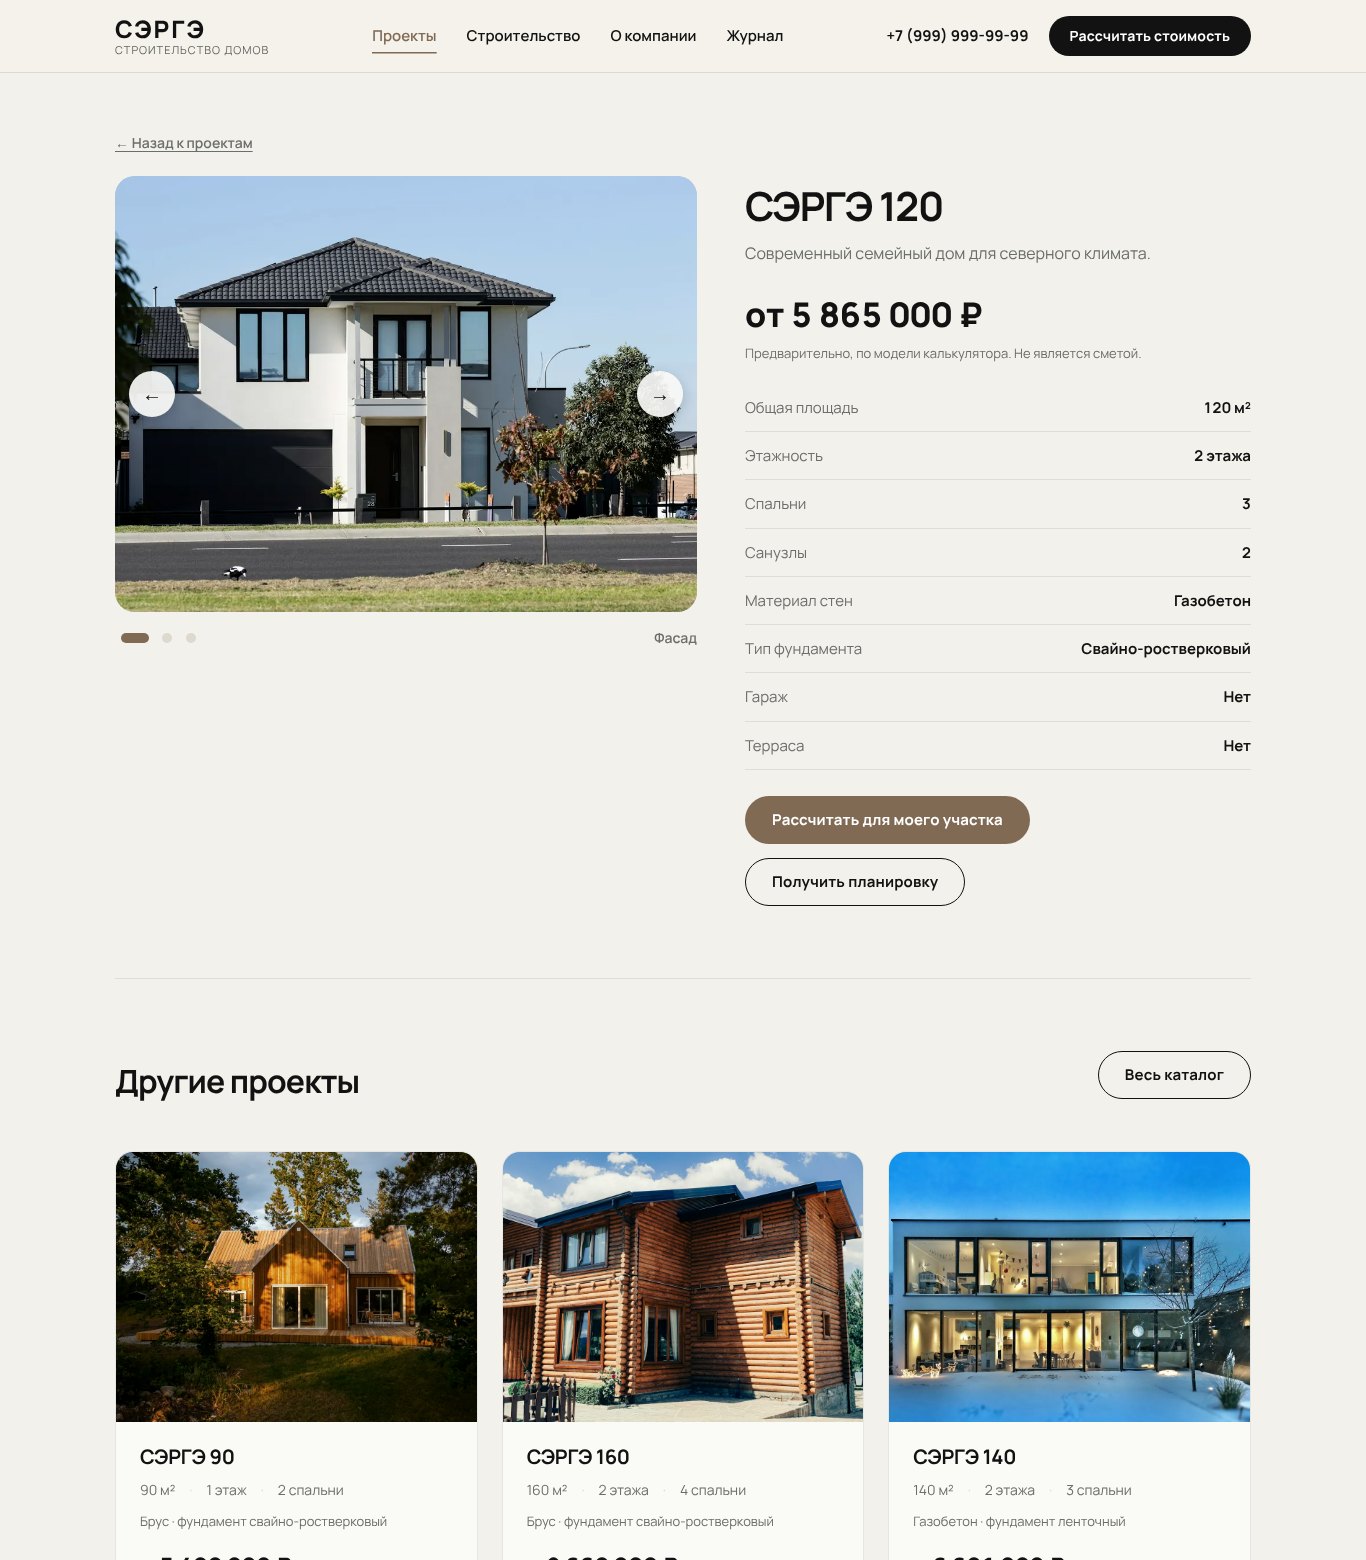 СЭРГЭ
СТРОИТЕЛЬСТВО ДОМОВ
Проекты
Строительство
О компании
Журнал
+7 (999) 999-99-99
Рассчитать стоимость
← Назад к проектам
←
→
Фасад
СЭРГЭ 120
Современный семейный дом для северного климата.
от 5 865 000 ₽
Предварительно, по модели калькулятора. Не является сметой.
Общая площадь 120 м²
Этажность 2 этажа
Спальни 3
Санузлы 2
Материал стен Газобетон
Тип фундамента Свайно-ростверковый
Гараж Нет
Терраса Нет
Рассчитать для моего участка
Получить планировку
Другие проекты
Весь каталог
СЭРГЭ 90
90 м² · 1 этаж · 2 спальни
Брус · фундамент свайно-ростверковый
СЭРГЭ 160
160 м² · 2 этажа · 4 спальни
Брус · фундамент свайно-ростверковый
СЭРГЭ 140
140 м² · 2 этажа · 3 спальни
Газобетон · фундамент ленточный